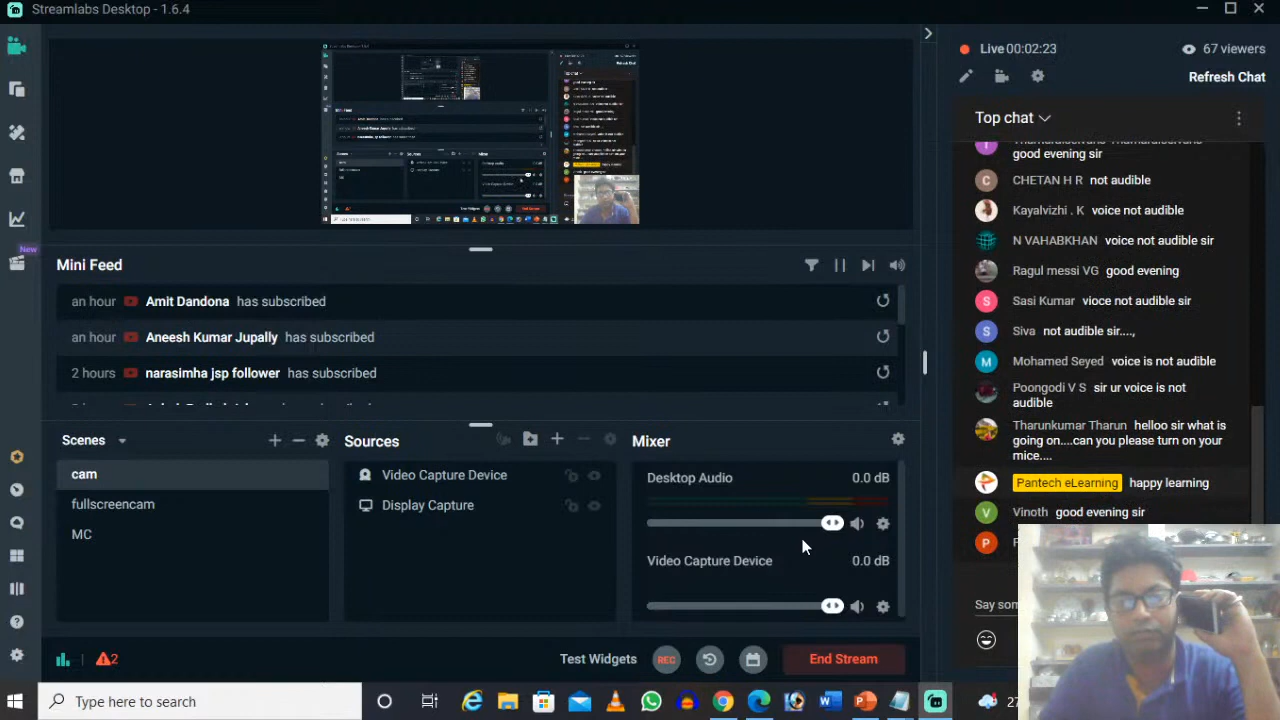 Streamlabs Desktop - 1.6.4
Live 00:02:23
67 viewers
Refresh Chat
Top chat
good evening sir
CHETAN H R not audible
Kayalvizhi . K voice not audible
N VAHABKHAN voice not audible sir
Ragul messi VG good evening
Sasi Kumar vioce not audible sir
Siva not audible sir....,
Mohamed Seyed voice is not audible
Poongodi V S sir ur voice is not
audible
Tharunkumar Tharun helloo sir what is
going on....can you please turn on your
mice....
Pantech eLearning happy learning
Vinoth good evening sir
New
Mini Feed
an hour Amit Dandona has subscribed
an hour Aneesh Kumar Jupally has subscribed
2 hours narasimha jsp follower has subscribed
Scenes
cam
fullscreencam
MC
Sources
Video Capture Device
Display Capture
Mixer
Desktop Audio 0.0 dB
Video Capture Device 0.0 dB
2
Test Widgets
REC
End Stream
Type here to search